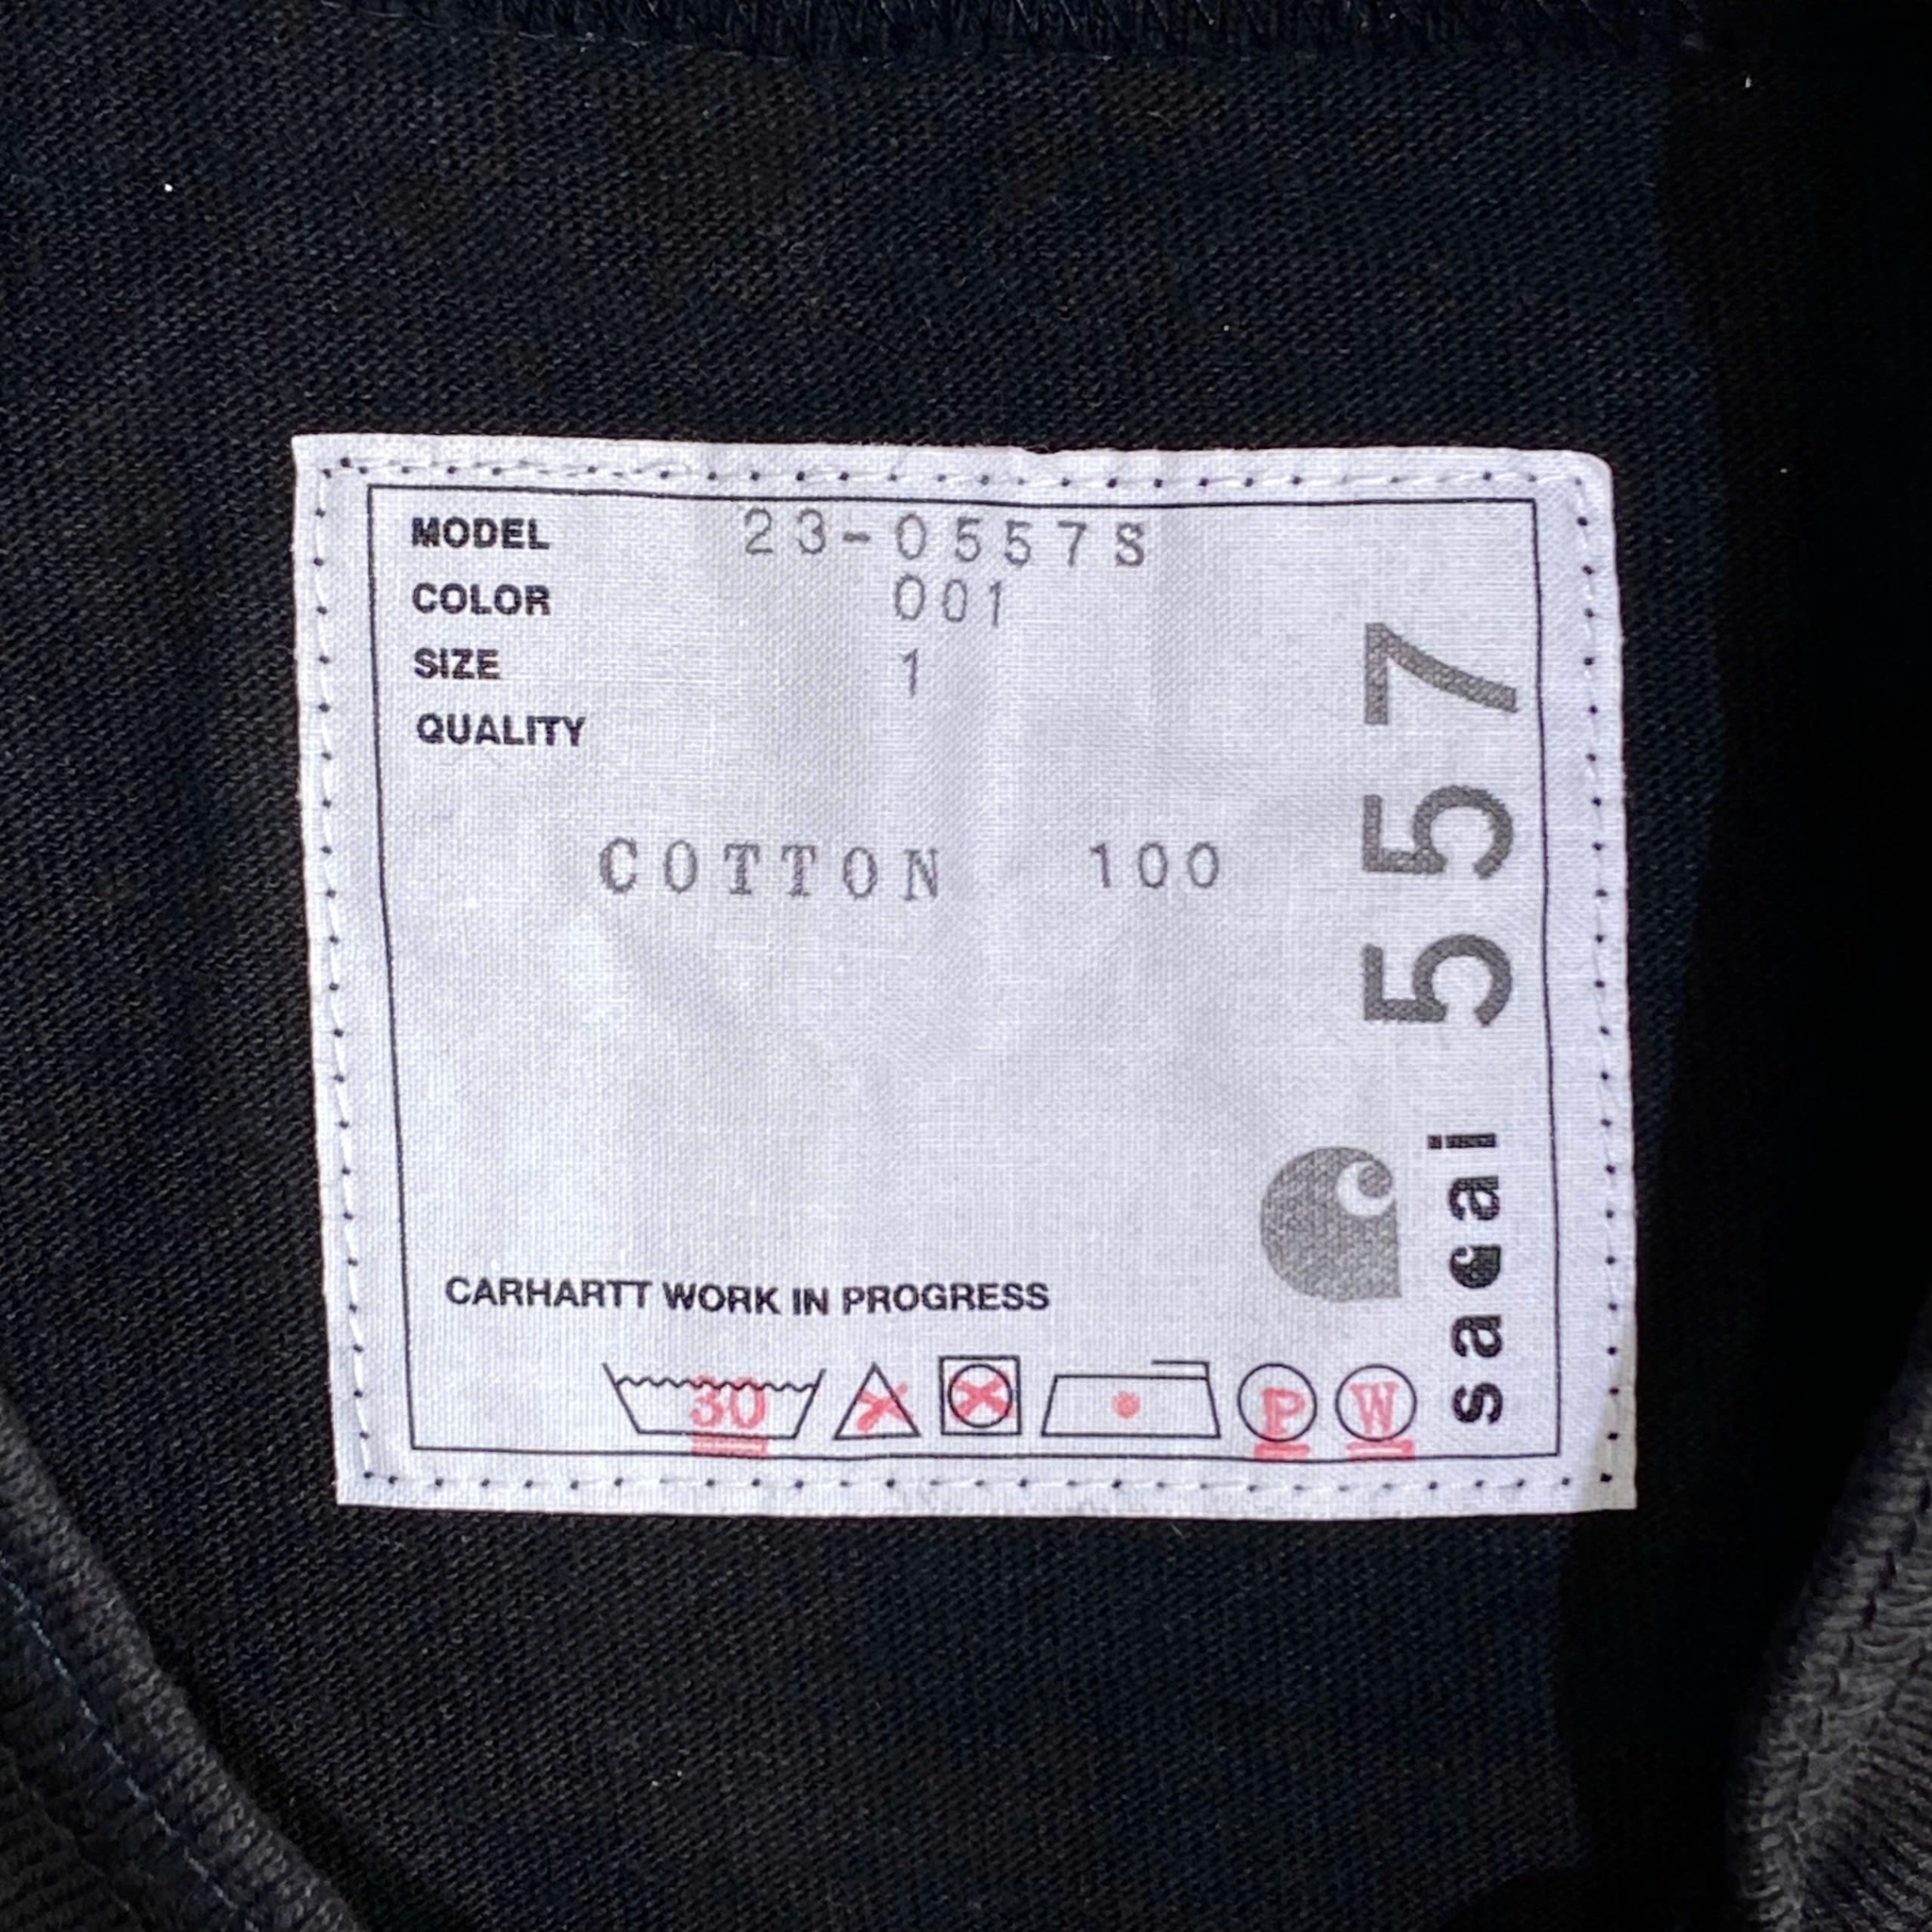 MODEL 23-0557S
COLOR 001
SIZE 1
QUALITY
COTTON 100
CARHARTT WORK IN PROGRESS
30 P W
sacai 557